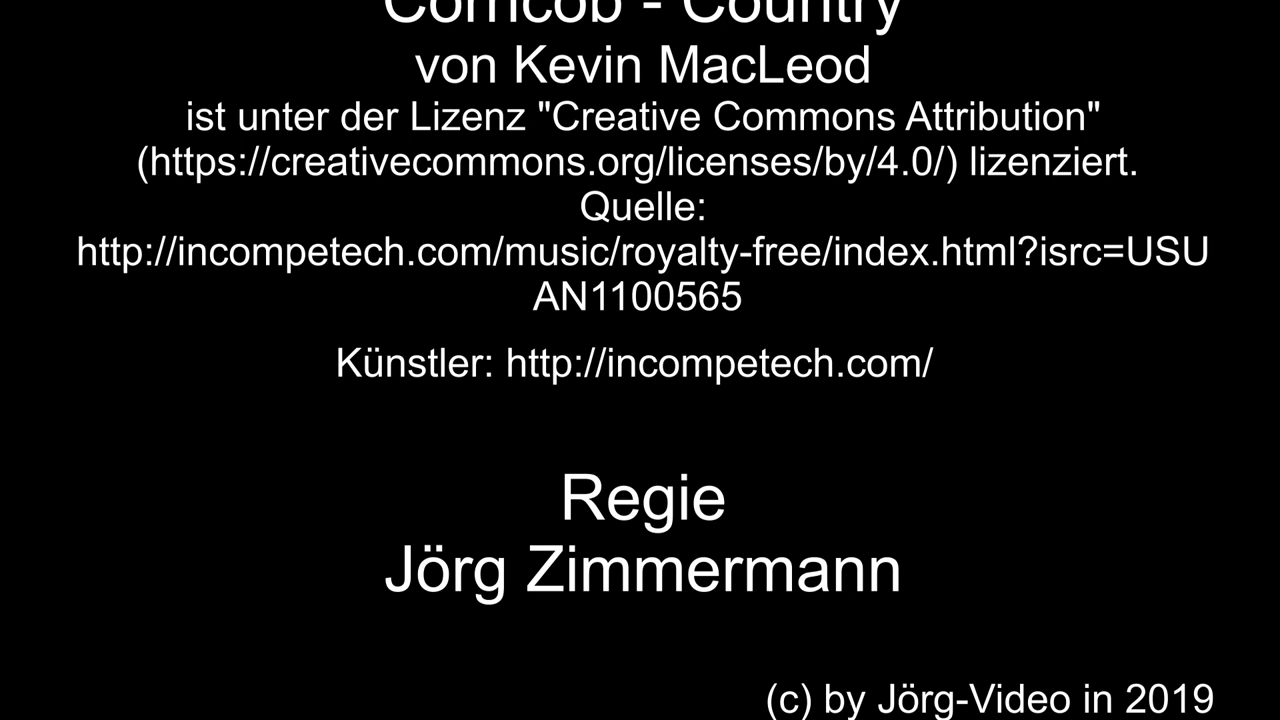 Corncob - Country
von Kevin MacLeod
ist unter der Lizenz "Creative Commons Attribution"
(https://creativecommons.org/licenses/by/4.0/) lizenziert.
Quelle:
http://incompetech.com/music/royalty-free/index.html?isrc=USU
AN1100565
Künstler: http://incompetech.com/
Regie
Jörg Zimmermann
(c) by Jörg-Video in 2019